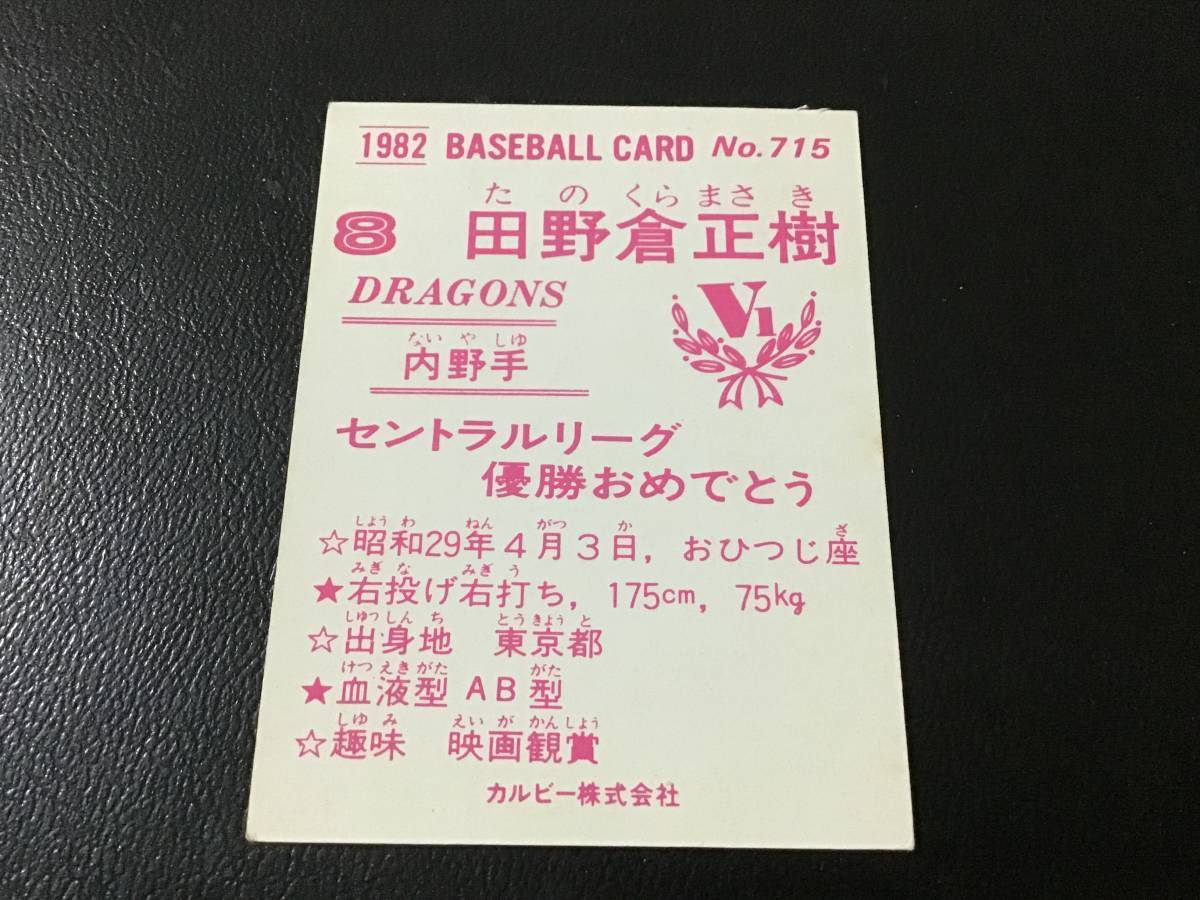 1982 BASEBALL CARD No.715
た の くら まさ き
8 田野倉正樹
DRAGONS
V1
ない や しゆ
内野手
セントラルリーグ
優勝おめでとう
しょう わ ねん がつ か ざ
☆昭和29年4月3日, おひつじ座
みぎ な みぎ う
★右投げ右打ち, 175cm, 75kg
しゆつ しん ち とう きょう と
☆出身地 東京都
けつ えき がた がた
★血液型 AB型
しゆ み えい が かん しょう
☆趣味 映画観賞
カルビー株式会社